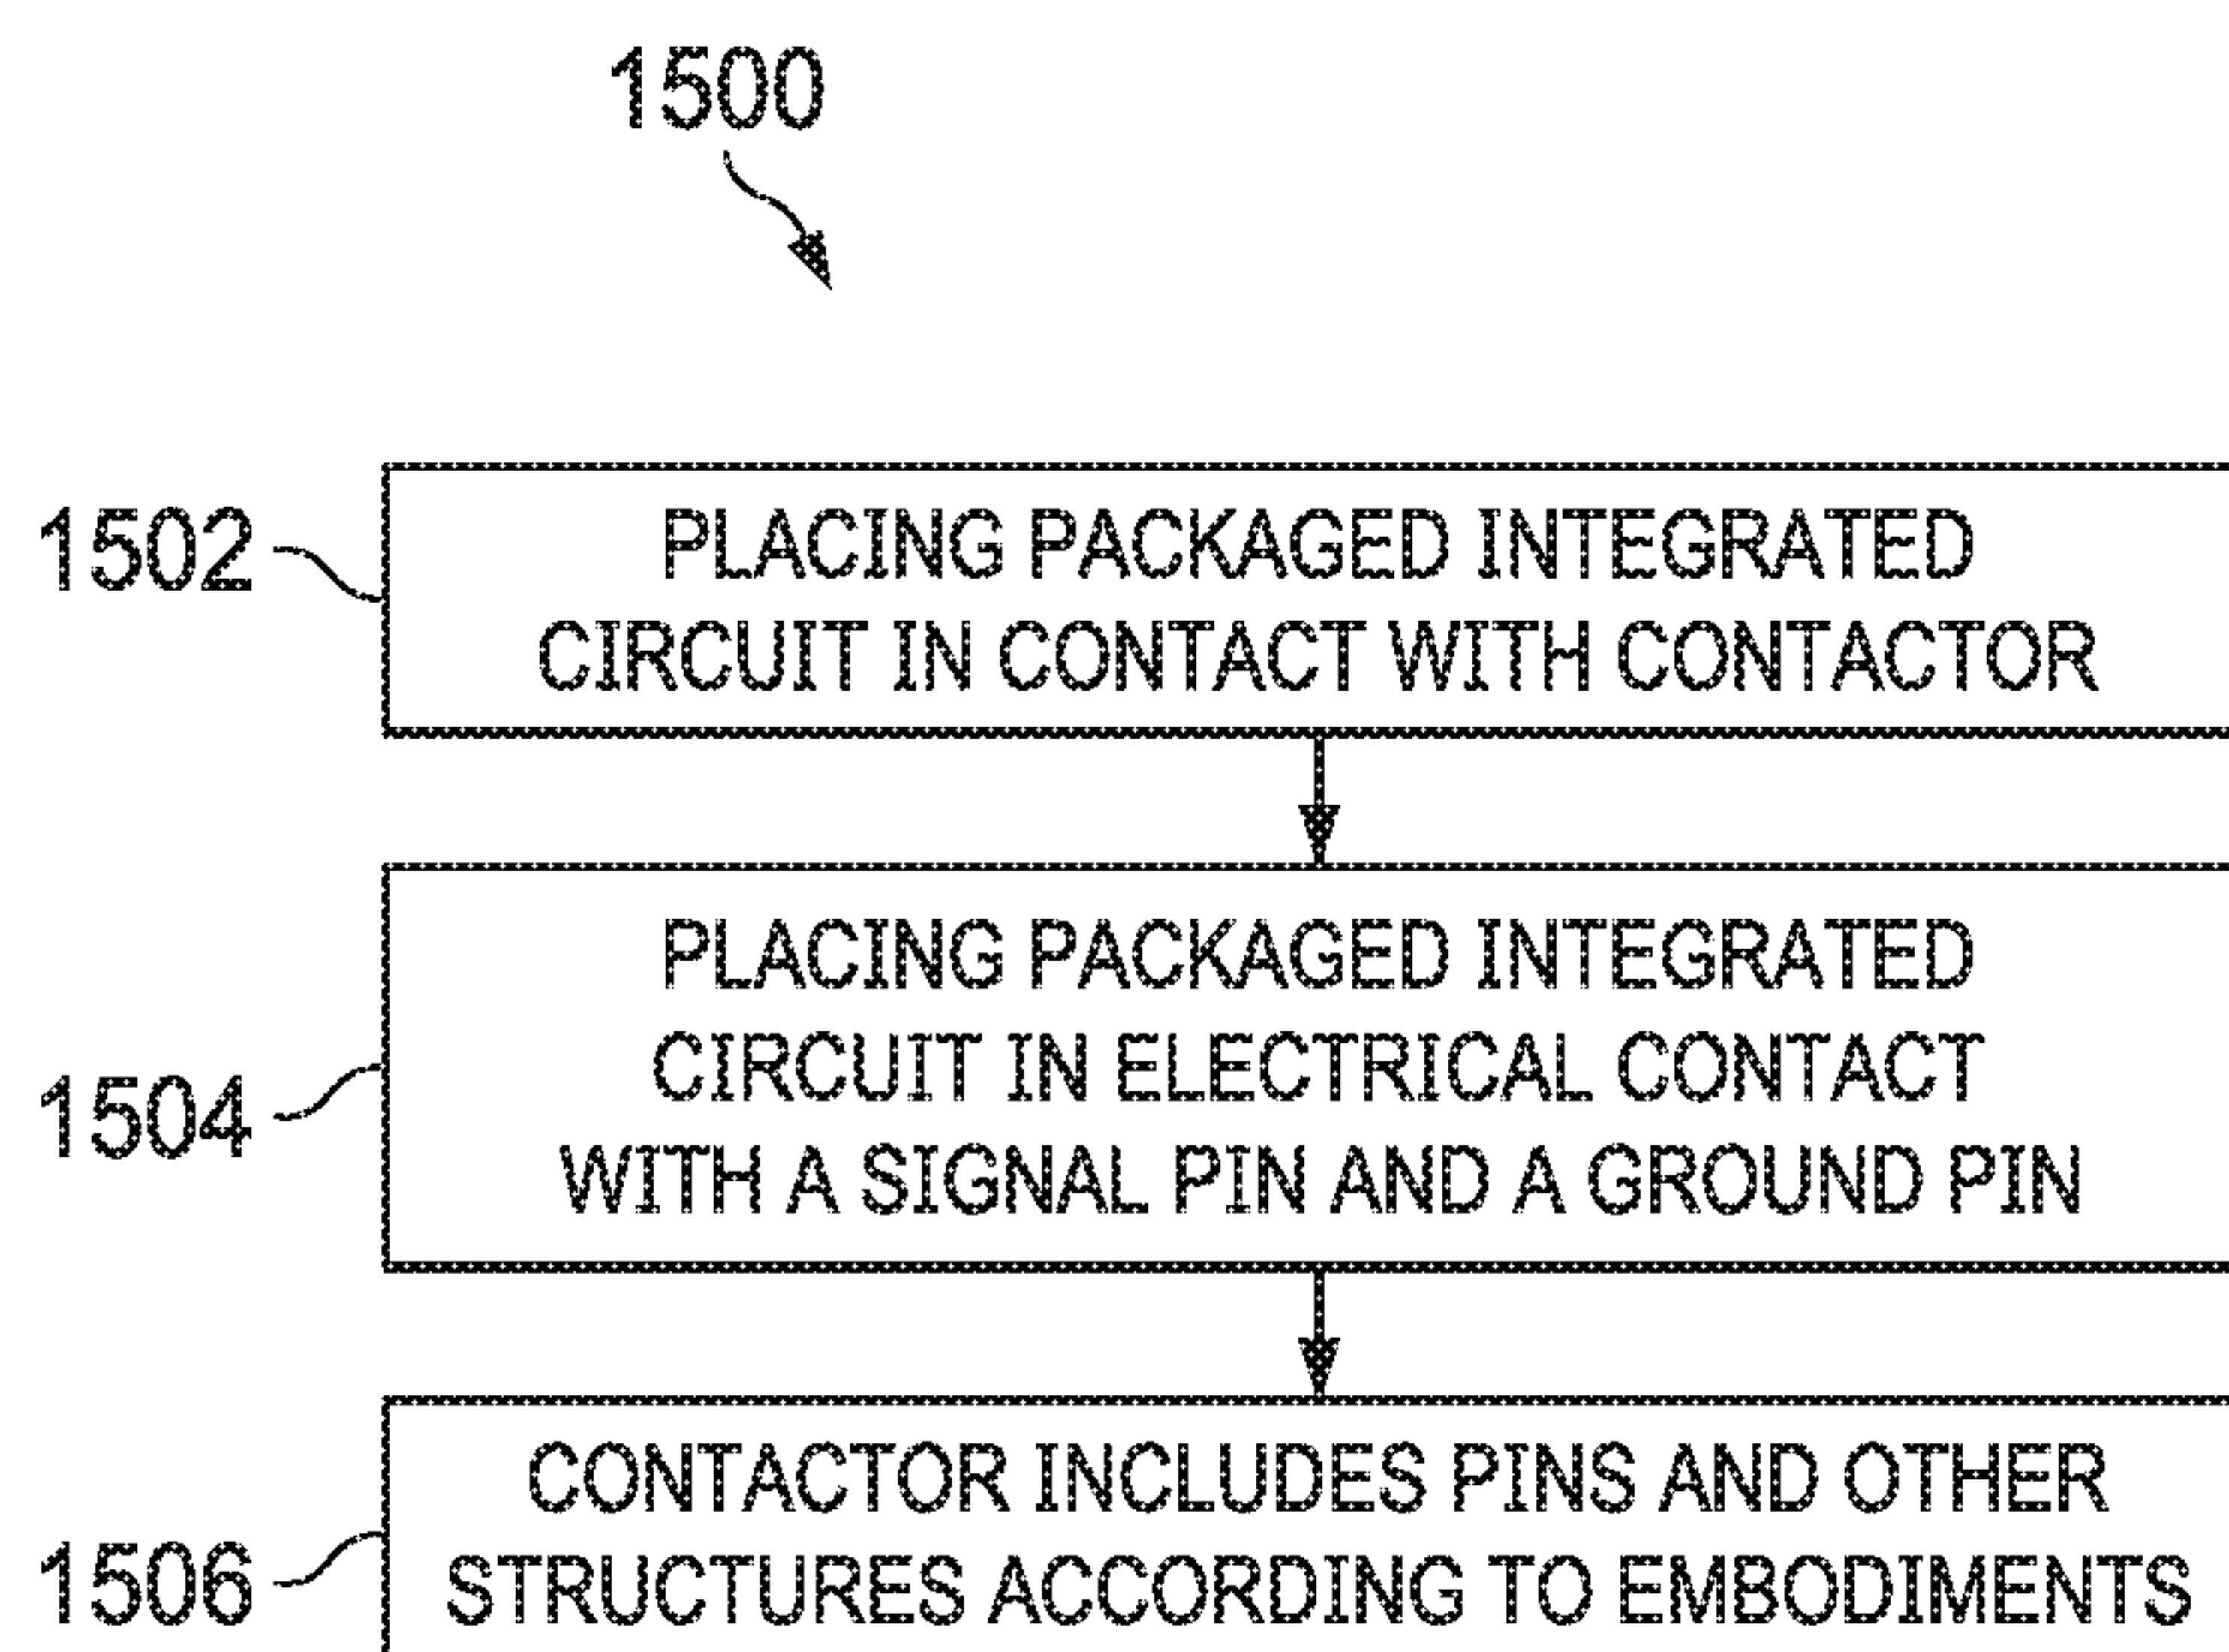 1500
1502
PLACING PACKAGED INTEGRATED
CIRCUIT IN CONTACT WITH CONTACTOR
1504
PLACING PACKAGED INTEGRATED
CIRCUIT IN ELECTRICAL CONTACT
WITH A SIGNAL PIN AND A GROUND PIN
1506
CONTACTOR INCLUDES PINS AND OTHER
STRUCTURES ACCORDING TO EMBODIMENTS